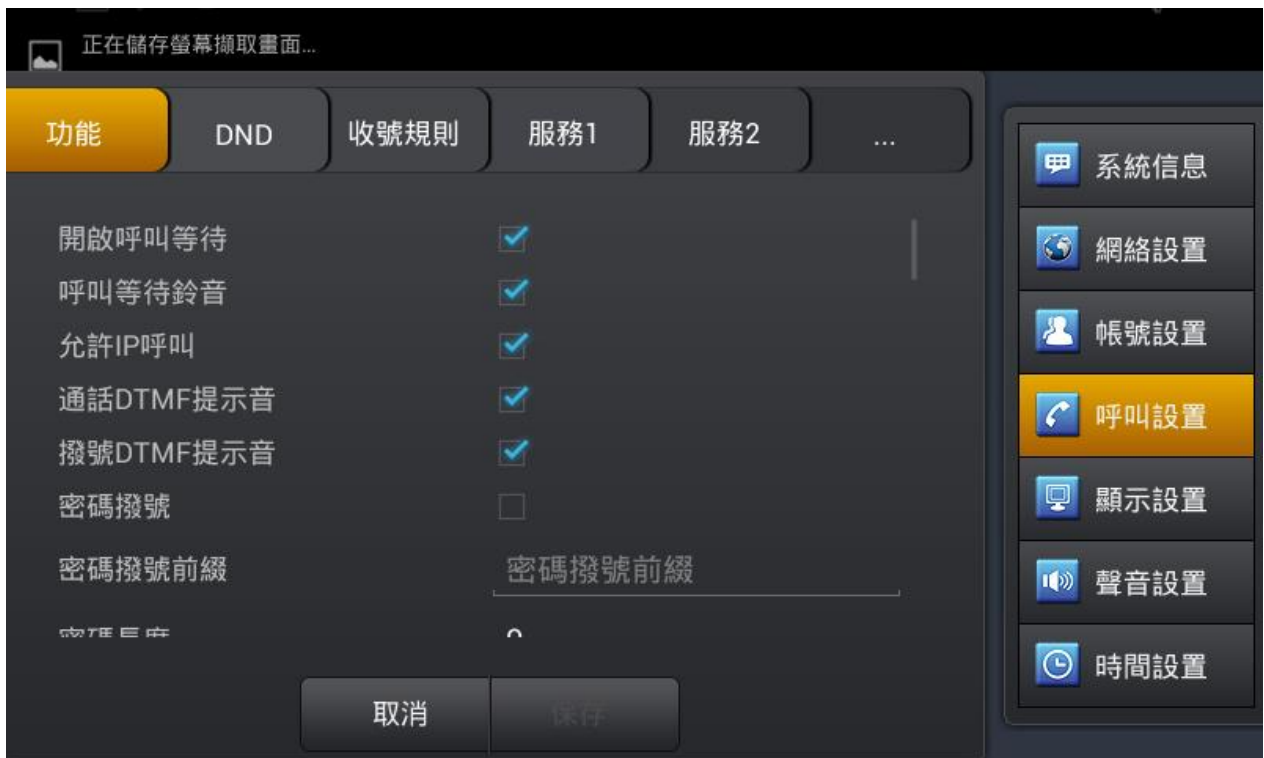 正在儲存螢幕擷取畫面...
功能
DND
收號規則
服務1
服務2
...
開啟呼叫等待
呼叫等待鈴音
允許IP呼叫
通話DTMF提示音
撥號DTMF提示音
密碼撥號
密碼撥號前綴
密碼撥號前綴
密碼長度
取消
保存
系統信息
網絡設置
帳號設置
呼叫設置
顯示設置
聲音設置
時間設置